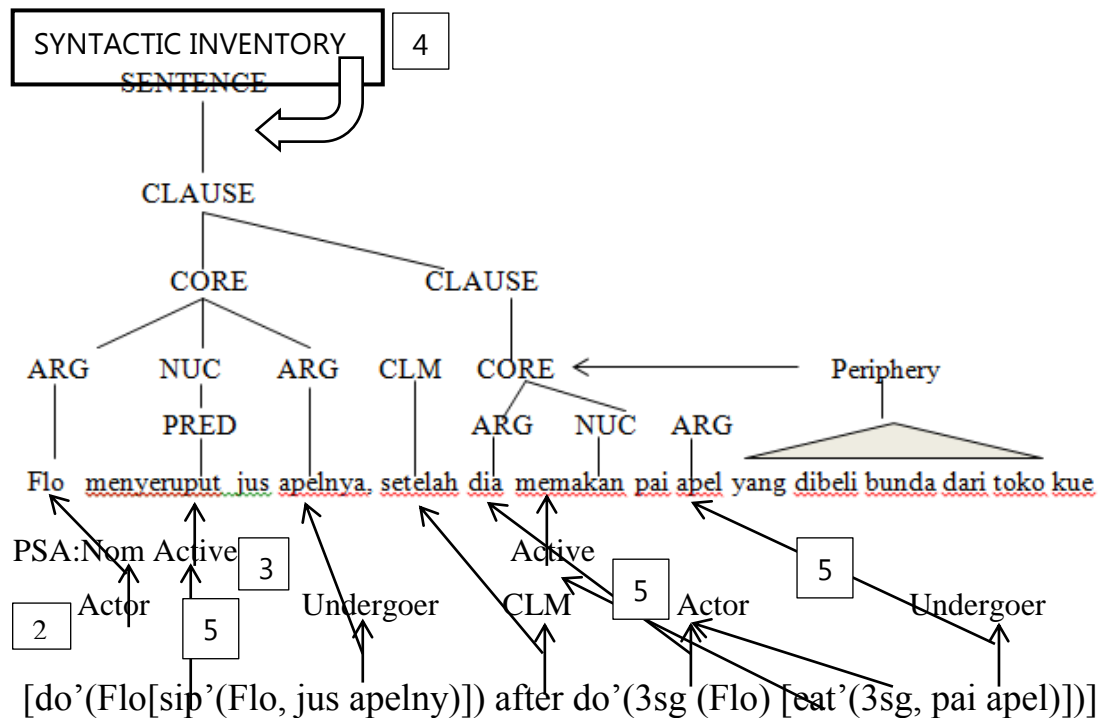 SYNTACTIC INVENTORY 4
SENTENCE
CLAUSE
CORE CLAUSE
ARG NUC ARG CLM CORE Periphery
PRED ARG NUC ARG
Flo menyeruput jus apelnya, setelah dia memakan pai apel yang dibeli bunda dari toko kue
PSA:Nom Active 3 Active
2 Actor 5 Undergoer CLM 5 Actor 5 Undergoer
[do’(Flo[sip’(Flo, jus apelny)]) after do’(3sg (Flo) [eat’(3sg, pai apel)])]